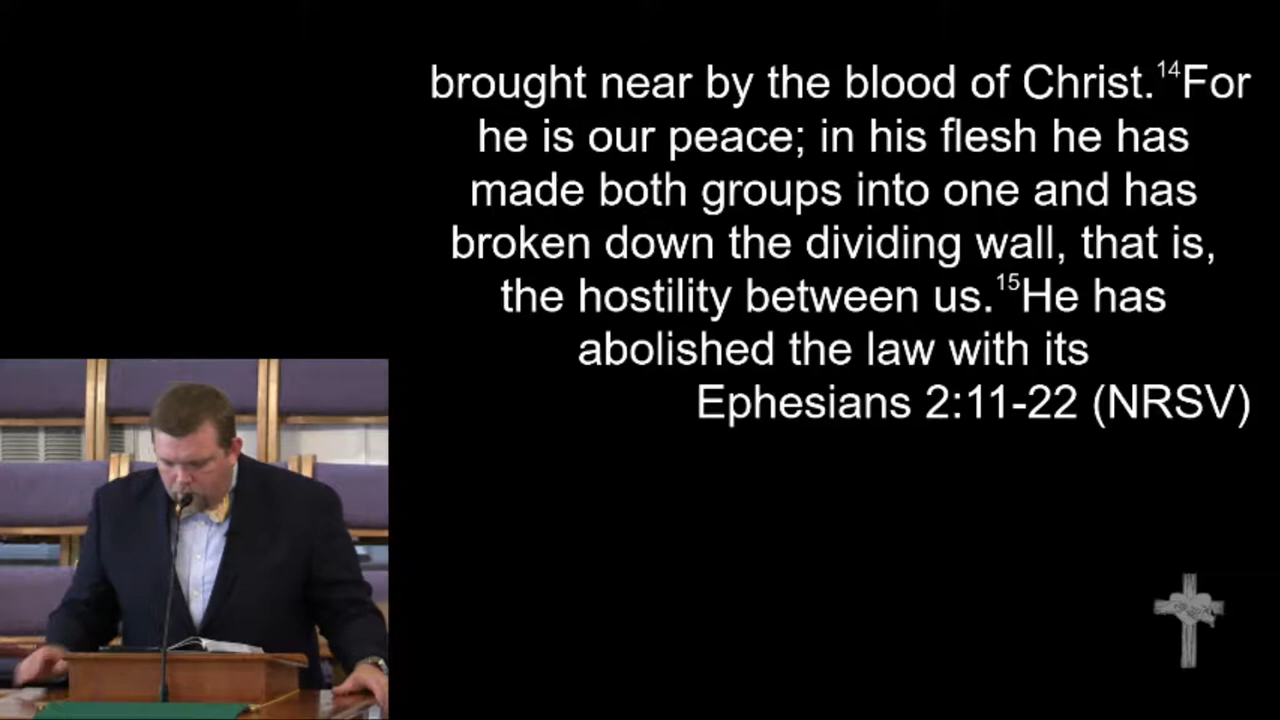 brought near by the blood of Christ.¹⁴For
he is our peace; in his flesh he has
made both groups into one and has
broken down the dividing wall, that is,
the hostility between us.¹⁵He has
abolished the law with its
Ephesians 2:11-22 (NRSV)